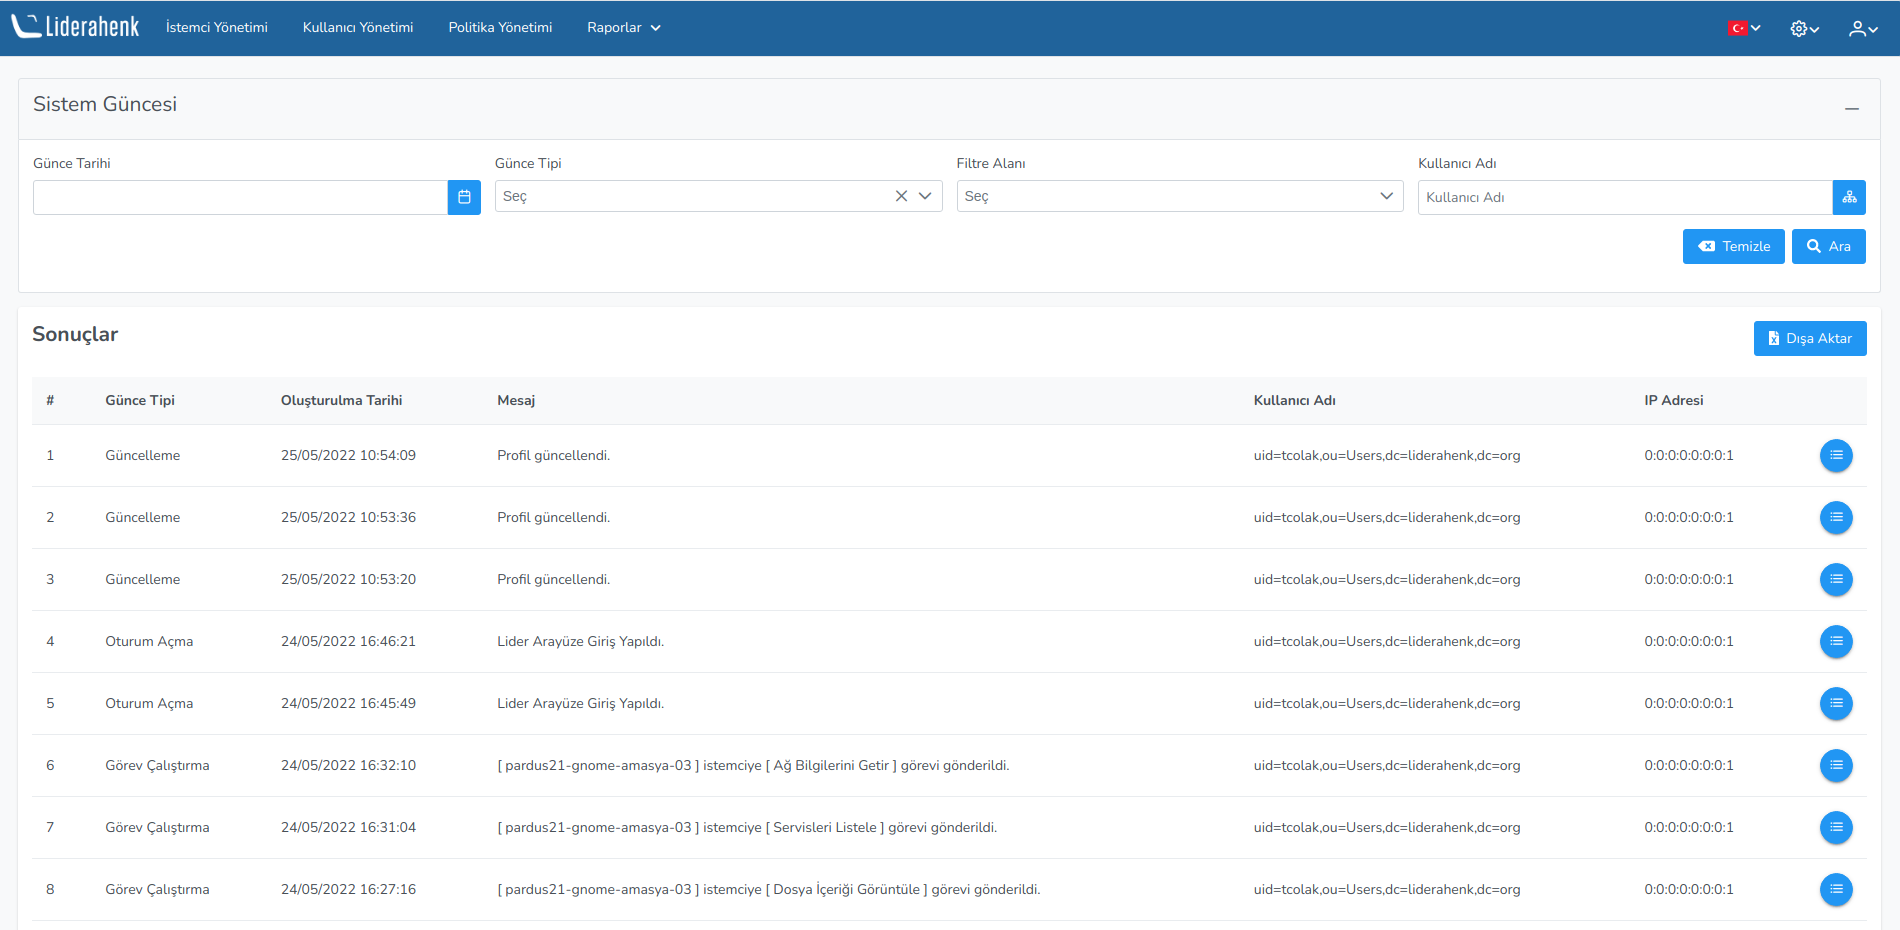 Liderahenk İstemci Yönetimi Kullanıcı Yönetimi Politika Yönetimi Raporlar
Sistem Güncesi
Günce Tarihi Günce Tipi Filtre Alanı Kullanıcı Adı
Seç Seç Kullanıcı Adı
Temizle Ara
Sonuçlar Dışa Aktar
# Günce Tipi Oluşturulma Tarihi Mesaj Kullanıcı Adı IP Adresi
1 Güncelleme 25/05/2022 10:54:09 Profil güncellendi. uid=tcolak,ou=Users,dc=liderahenk,dc=org 0:0:0:0:0:0:0:1
2 Güncelleme 25/05/2022 10:53:36 Profil güncellendi. uid=tcolak,ou=Users,dc=liderahenk,dc=org 0:0:0:0:0:0:0:1
3 Güncelleme 25/05/2022 10:53:20 Profil güncellendi. uid=tcolak,ou=Users,dc=liderahenk,dc=org 0:0:0:0:0:0:0:1
4 Oturum Açma 24/05/2022 16:46:21 Lider Arayüze Giriş Yapıldı. uid=tcolak,ou=Users,dc=liderahenk,dc=org 0:0:0:0:0:0:0:1
5 Oturum Açma 24/05/2022 16:45:49 Lider Arayüze Giriş Yapıldı. uid=tcolak,ou=Users,dc=liderahenk,dc=org 0:0:0:0:0:0:0:1
6 Görev Çalıştırma 24/05/2022 16:32:10 [ pardus21-gnome-amasya-03 ] istemciye [ Ağ Bilgilerini Getir ] görevi gönderildi. uid=tcolak,ou=Users,dc=liderahenk,dc=org 0:0:0:0:0:0:0:1
7 Görev Çalıştırma 24/05/2022 16:31:04 [ pardus21-gnome-amasya-03 ] istemciye [ Servisleri Listele ] görevi gönderildi. uid=tcolak,ou=Users,dc=liderahenk,dc=org 0:0:0:0:0:0:0:1
8 Görev Çalıştırma 24/05/2022 16:27:16 [ pardus21-gnome-amasya-03 ] istemciye [ Dosya İçeriği Görüntüle ] görevi gönderildi. uid=tcolak,ou=Users,dc=liderahenk,dc=org 0:0:0:0:0:0:0:1